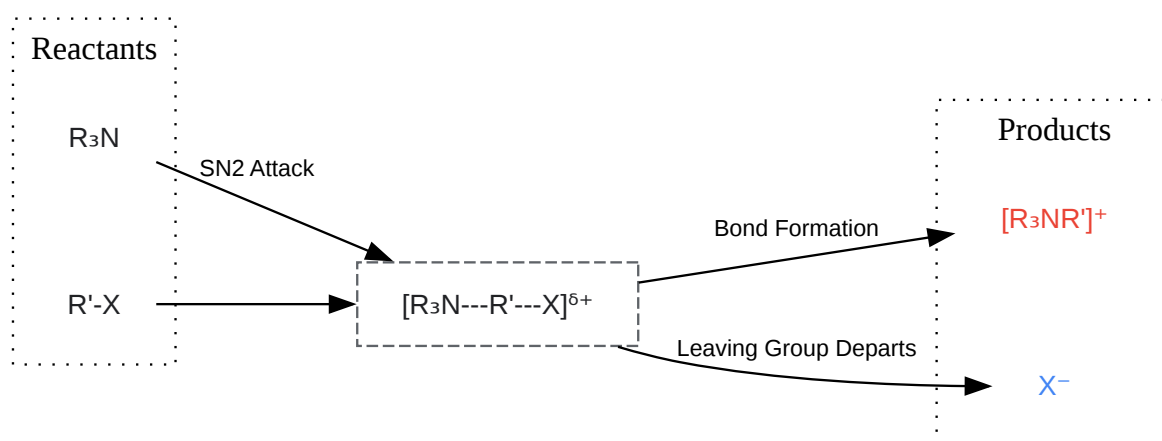 Reactants
R₃N
SN2 Attack
R'-X
[R₃N---R'---X]ᵟ⁺
Bond Formation
Leaving Group Departs
Products
[R₃NR']⁺
X⁻